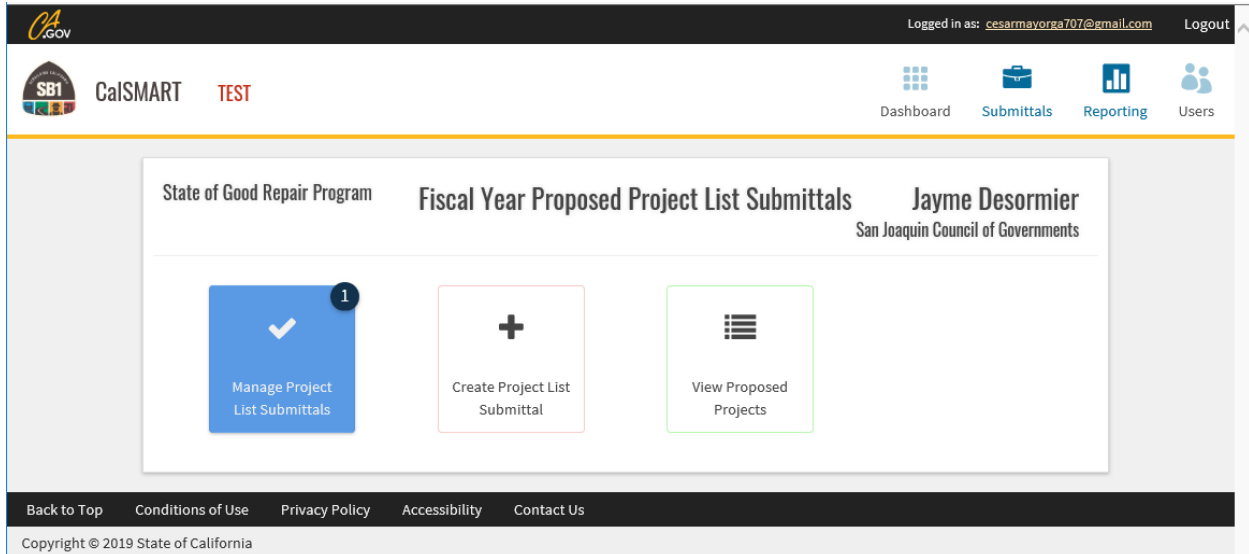 CA.GOV
Logged in as: cesarmayorga707@gmail.com Logout
SB1 CalSMART TEST
Dashboard Submittals Reporting Users
State of Good Repair Program
Fiscal Year Proposed Project List Submittals
Jayme Desormier
San Joaquin Council of Governments
1
Manage Project
List Submittals
Create Project List
Submittal
View Proposed
Projects
Back to Top Conditions of Use Privacy Policy Accessibility Contact Us
Copyright © 2019 State of California